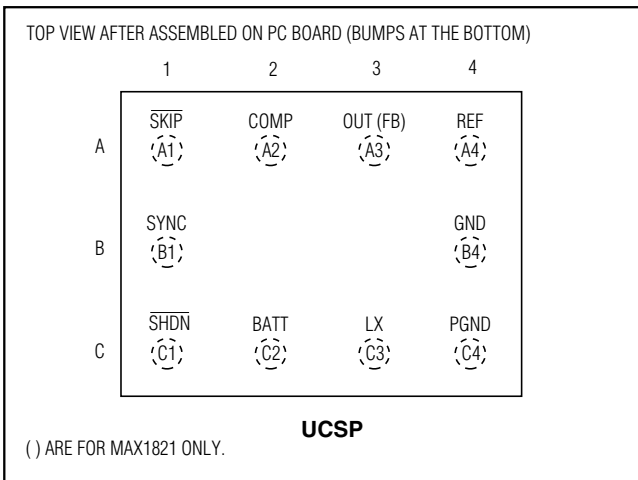 TOP VIEW AFTER ASSEMBLED ON PC BOARD (BUMPS AT THE BOTTOM)
1 2 3 4
SKIP COMP OUT (FB) REF
A A1 A2 A3 A4
SYNC GND
B B1 B4
SHDN BATT LX PGND
C C1 C2 C3 C4
UCSP
( ) ARE FOR MAX1821 ONLY.